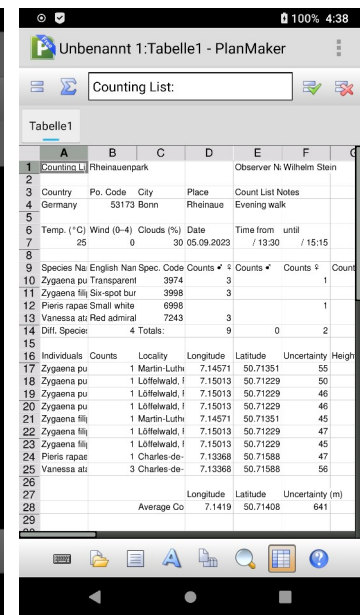 100% 4:38
Unbenannt 1:Tabelle1 - PlanMaker
Counting List:
Tabelle1
A B C D E F G
1 Counting Li Rheinauenpark Observer Na Wilhelm Stein
2
3 Country Po. Code City Place Count List Notes
4 Germany 53173 Bonn Rheinaue Evening walk
5
6 Temp. (°C) Wind (0–4) Clouds (%) Date Time from until
7 25 0 30 05.09.2023 / 13:30 / 15:15
8
9 Species Na English Nan Spec. Code Counts ♂ ♀ Counts ♂ Counts ♀ Count
10 Zygaena pu Transparent 3974 3 1
11 Zygaena filip Six-spot bur 3998 3
12 Pieris rapae Small white 6998 1
13 Vanessa ata Red admiral 7243 3
14 Diff. Species 4 Totals: 9 0 2
15
16 Individuals Counts Locality Longitude Latitude Uncertainty Height
17 Zygaena pu 1 Martin-Luthe 7.14571 50.71351 55
18 Zygaena pu 1 Löffelwald, F 7.15013 50.71229 50
19 Zygaena pu 1 Löffelwald, F 7.15013 50.71229 46
20 Zygaena pu 1 Löffelwald, F 7.15013 50.71229 46
21 Zygaena filip 1 Martin-Luthe 7.14571 50.71351 45
22 Zygaena filip 1 Löffelwald, F 7.15013 50.71229 47
23 Zygaena filip 1 Löffelwald, F 7.15013 50.71229 45
24 Pieris rapae 1 Charles-de- 7.13368 50.71588 47
25 Vanessa ata 3 Charles-de- 7.13368 50.71588 56
26
27 Longitude Latitude Uncertainty (m)
28 Average Co 7.1419 50.71408 641
29